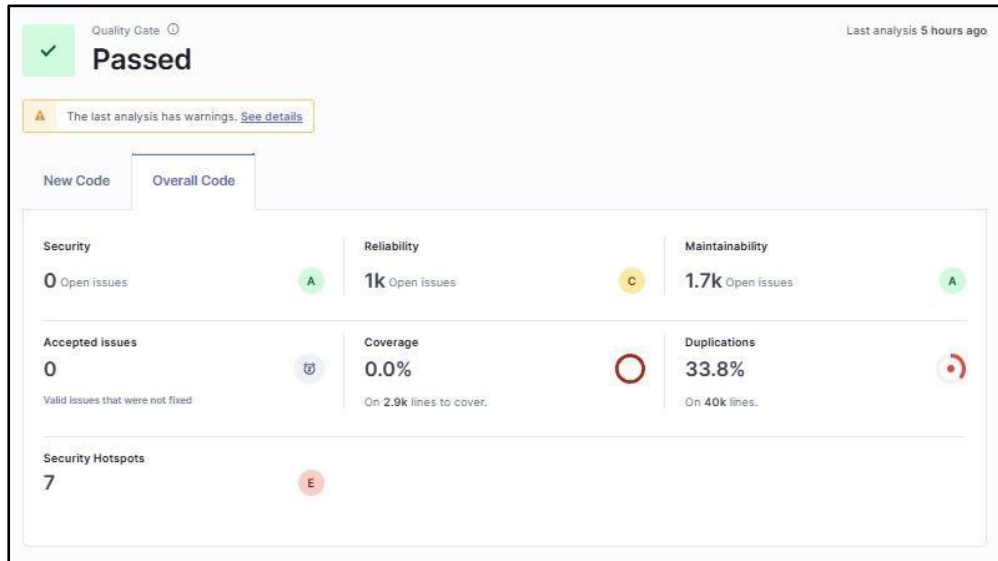 Quality Gate
Last analysis 5 hours ago
Passed
The last analysis has warnings. See details
New Code
Overall Code
Security
Reliability
Maintainability
0 Open issues
A
1k Open issues
C
1.7k Open issues
A
Accepted issues
Coverage
Duplications
0
0.0%
33.8%
Valid issues that were not fixed
On 2.9k lines to cover.
On 40k lines.
Security Hotspots
7
E